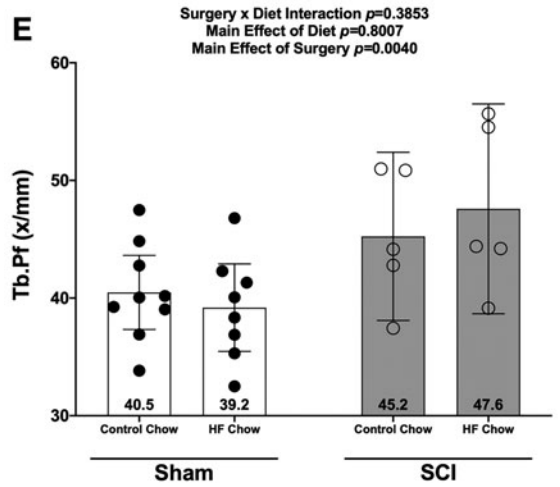 E
Surgery x Diet Interaction p=0.3853
Main Effect of Diet p=0.8007
Main Effect of Surgery p=0.0040
Tb.Pf (x/mm)
60
50
40
30
40.5 39.2 45.2 47.6
Control Chow HF Chow Control Chow HF Chow
Sham SCI